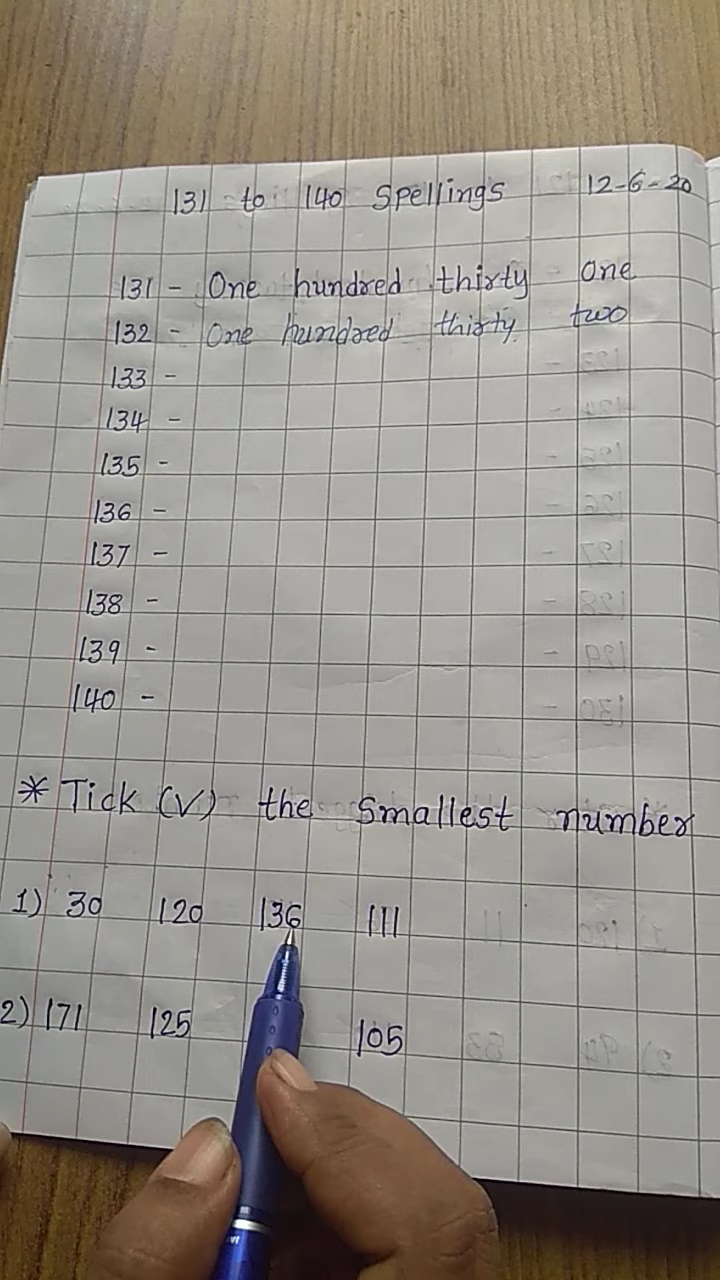 131 to 140 Spellings 12-6-20
131 - One hundred thirty one
132 - One hundred thirty two
133 -
134 -
135 -
136 -
137 -
138 -
139 -
140 -
* Tick (V) the smallest number
1) 30 120 136 111
2) 171 125 105